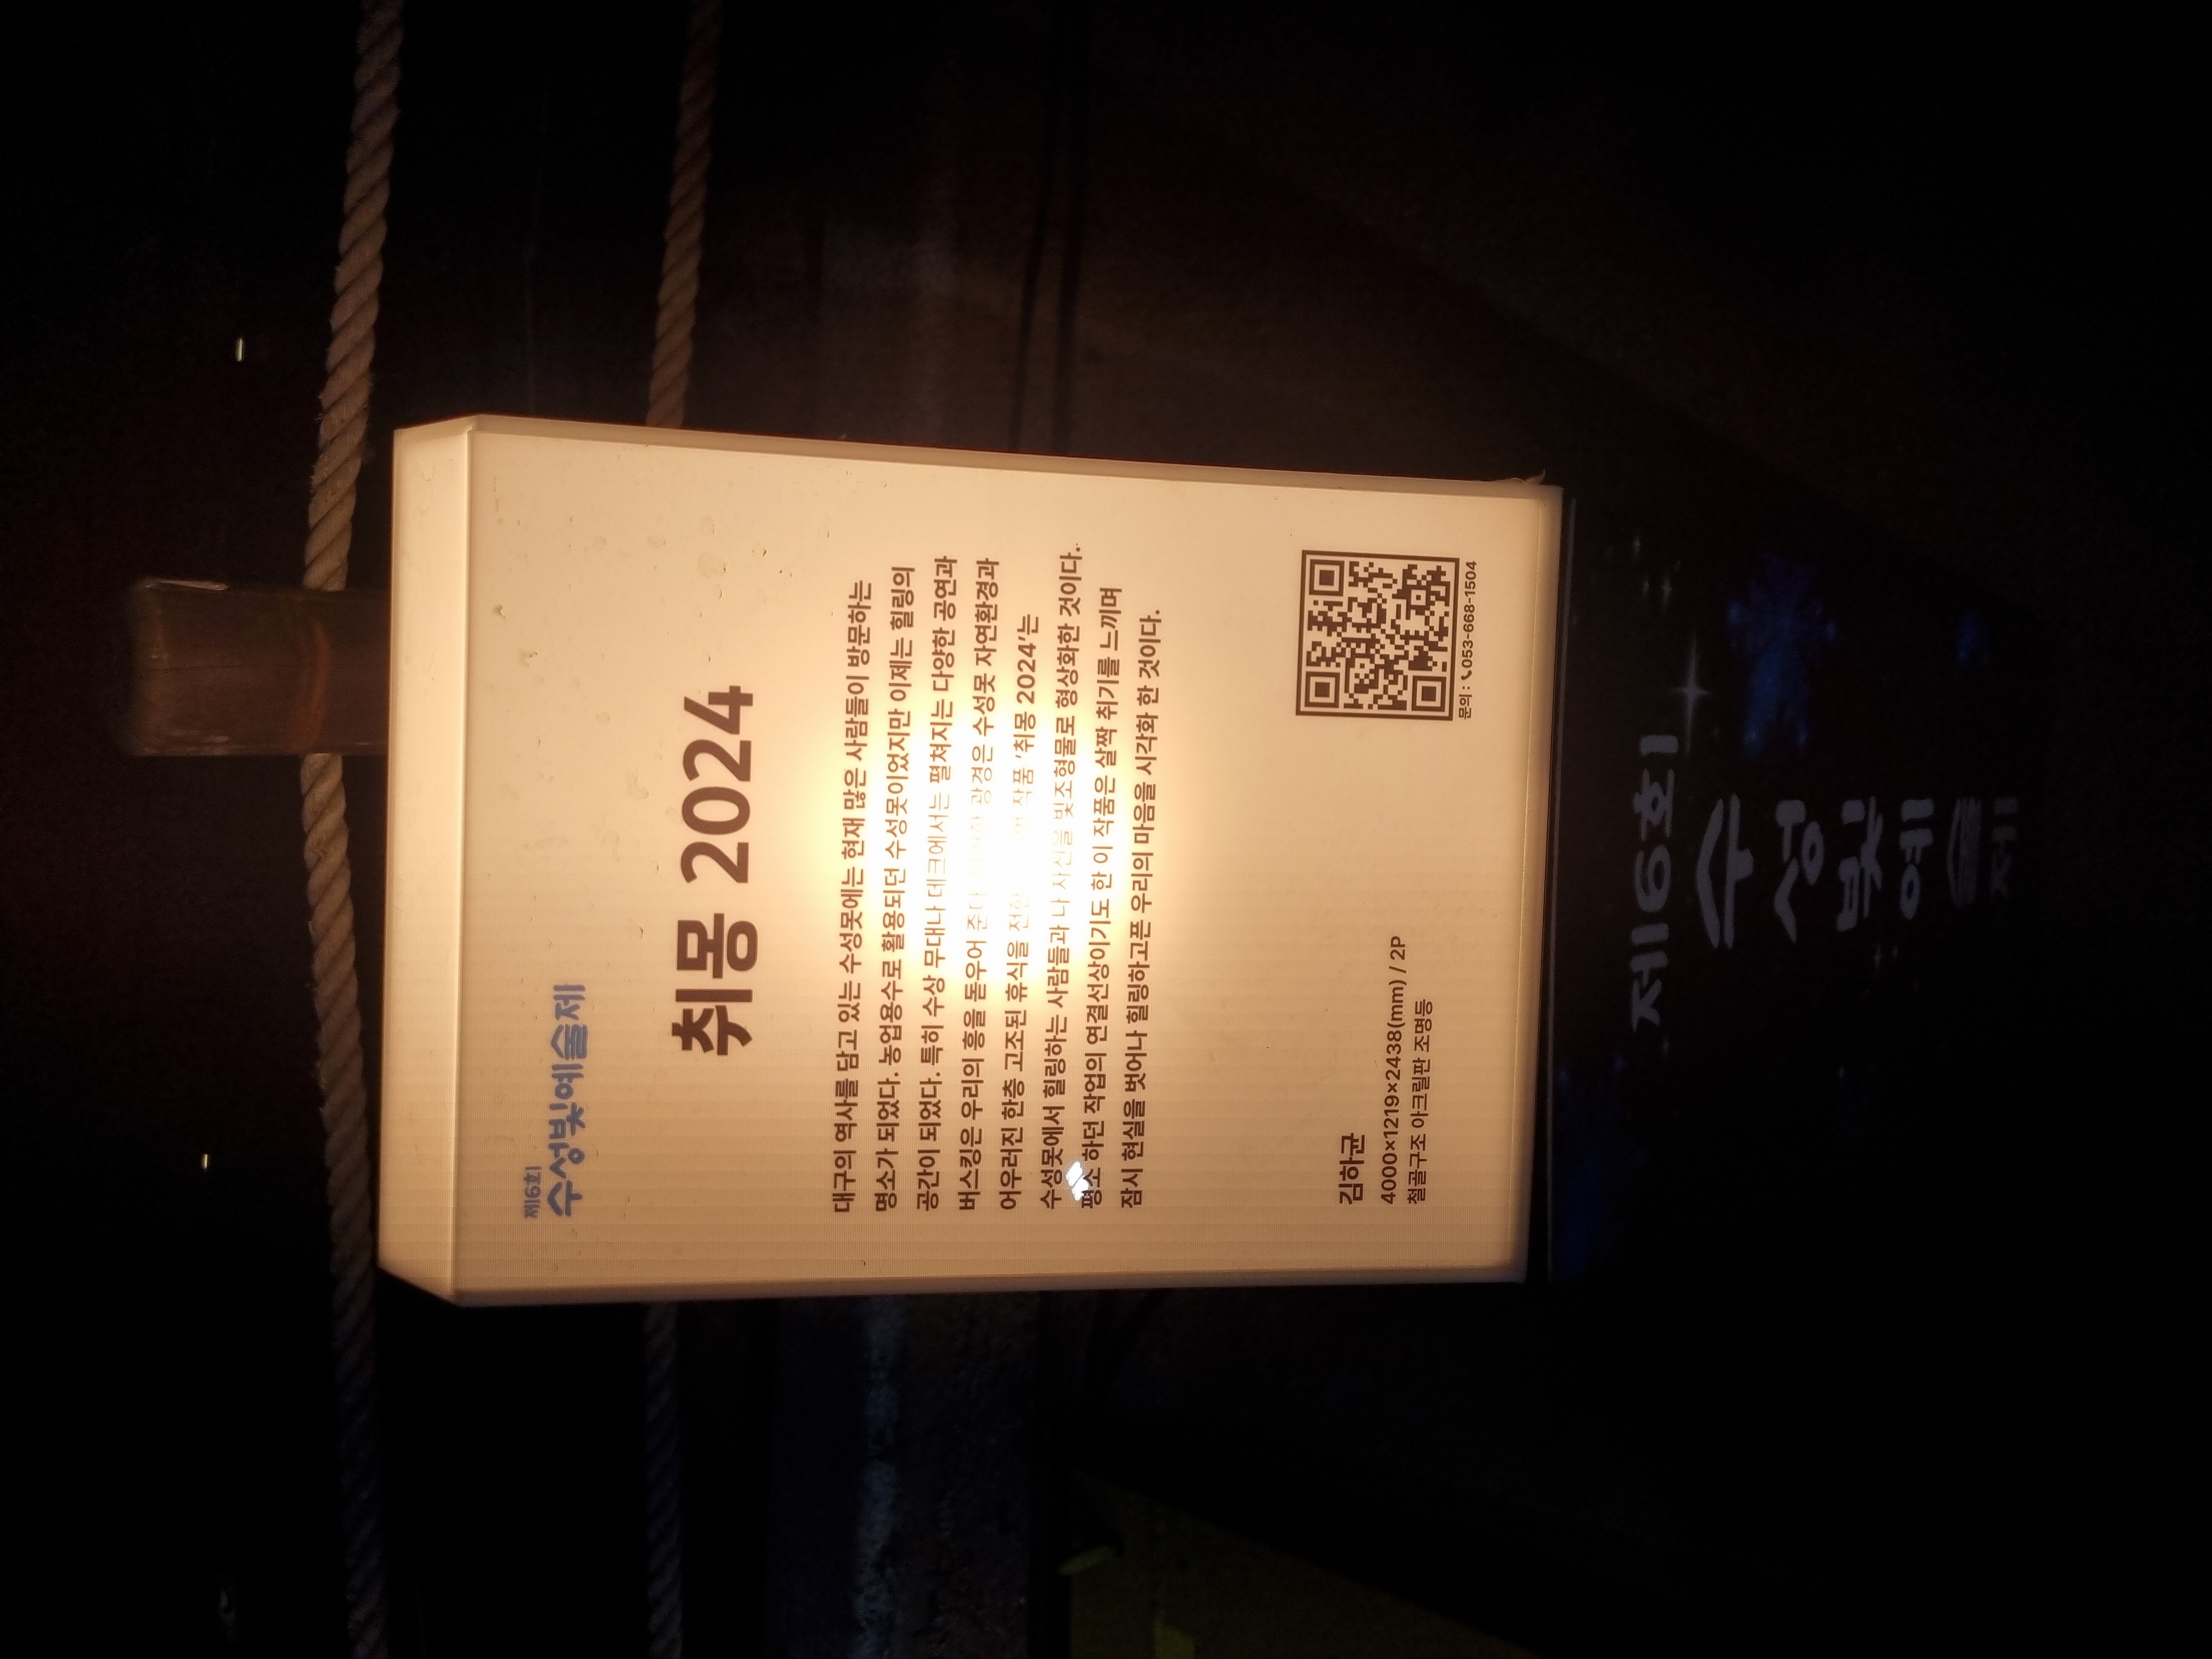 제6회
수성빛예술제
취몽 2024
대구의 역사를 담고 있는 수성못에는 현재 많은 사람들이 방문하는
명소가 되었다. 농업용수로 활용되던 수성못이었지만 이제는 힐링의
공간이 되었다. 특히 수상 무대나 데크에서는 펼쳐지는 다양한 공연과
버스킹은 우리의 흥을 돋우어 준다. 광경은 수성못 자연환경과
어우러진 한층 고조된 휴식을 작품 '취몽 2024'는
수성못에서 힐링하는 사람들과 나 자신을 빛조형물로 형상화한 것이다.
평소 하던 작업의 연결선상이기도 한 이 작품은 살짝 취기를 느끼며
잠시 현실을 벗어나 힐링하고픈 우리의 마음을 시각화 한 것이다.
김하균
4000×1219×2438(mm) / 2P
철골구조 아크릴판 조명등
문의 : 053-668-1504
제6회
수
성
빛
예
술
제